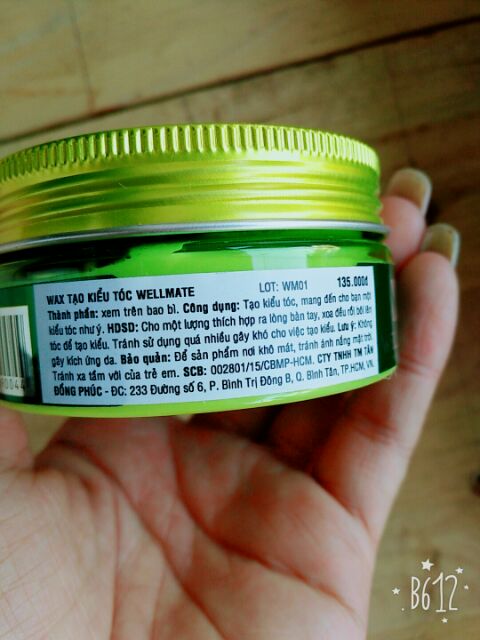 WAX TẠO KIỂU TÓC WELLMATE LOT: WM01 135.000đ
Thành phần: xem trên bao bì. Công dụng: Tạo kiểu tóc, mang đến cho bạn một
kiểu tóc như ý. HDSD: Cho một lượng thích hợp ra lòng bàn tay, xoa đều rồi bôi lên
tóc để tạo kiểu. Tránh sử dụng quá nhiều gây khó cho việc tạo kiểu. Lưu ý: Không
gây kích ứng da. Bảo quản: Để sản phẩm nơi khô mát, tránh ánh nắng mặt trời.
Tránh xa tầm với của trẻ em. SCB: 002801/15/CBMP-HCM. CTY TNHH TM TÂN
ĐỒNG PHÚC - ĐC: 233 Đường số 6, P. Bình Trị Đông B, Q. Bình Tân, TP.HCM, VN.
B612